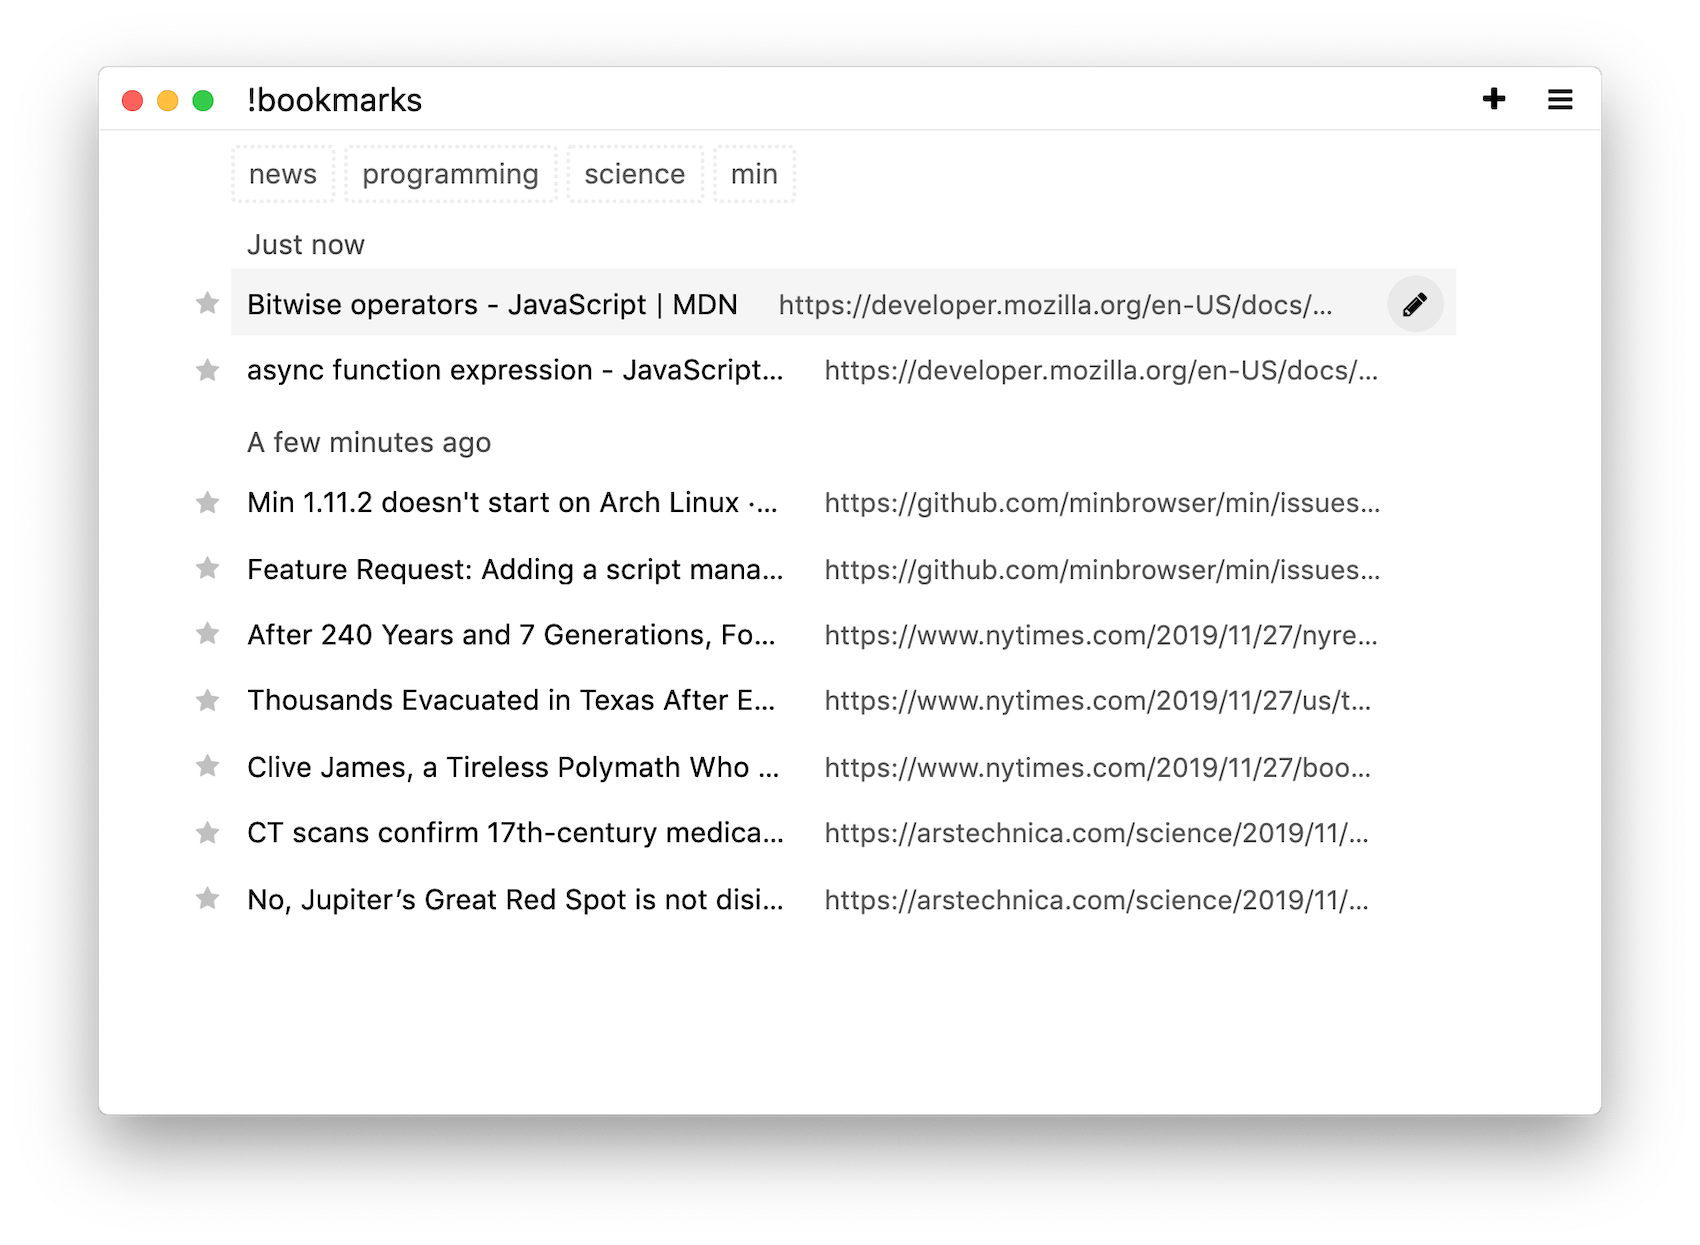 !bookmarks
news programming science min
Just now
Bitwise operators - JavaScript | MDN https://developer.mozilla.org/en-US/docs/...
async function expression - JavaScript... https://developer.mozilla.org/en-US/docs/...
A few minutes ago
Min 1.11.2 doesn't start on Arch Linux ·... https://github.com/minbrowser/min/issues...
Feature Request: Adding a script mana... https://github.com/minbrowser/min/issues...
After 240 Years and 7 Generations, Fo... https://www.nytimes.com/2019/11/27/nyre...
Thousands Evacuated in Texas After E... https://www.nytimes.com/2019/11/27/us/t...
Clive James, a Tireless Polymath Who ... https://www.nytimes.com/2019/11/27/boo...
CT scans confirm 17th-century medica... https://arstechnica.com/science/2019/11/...
No, Jupiter’s Great Red Spot is not disi... https://arstechnica.com/science/2019/11/...